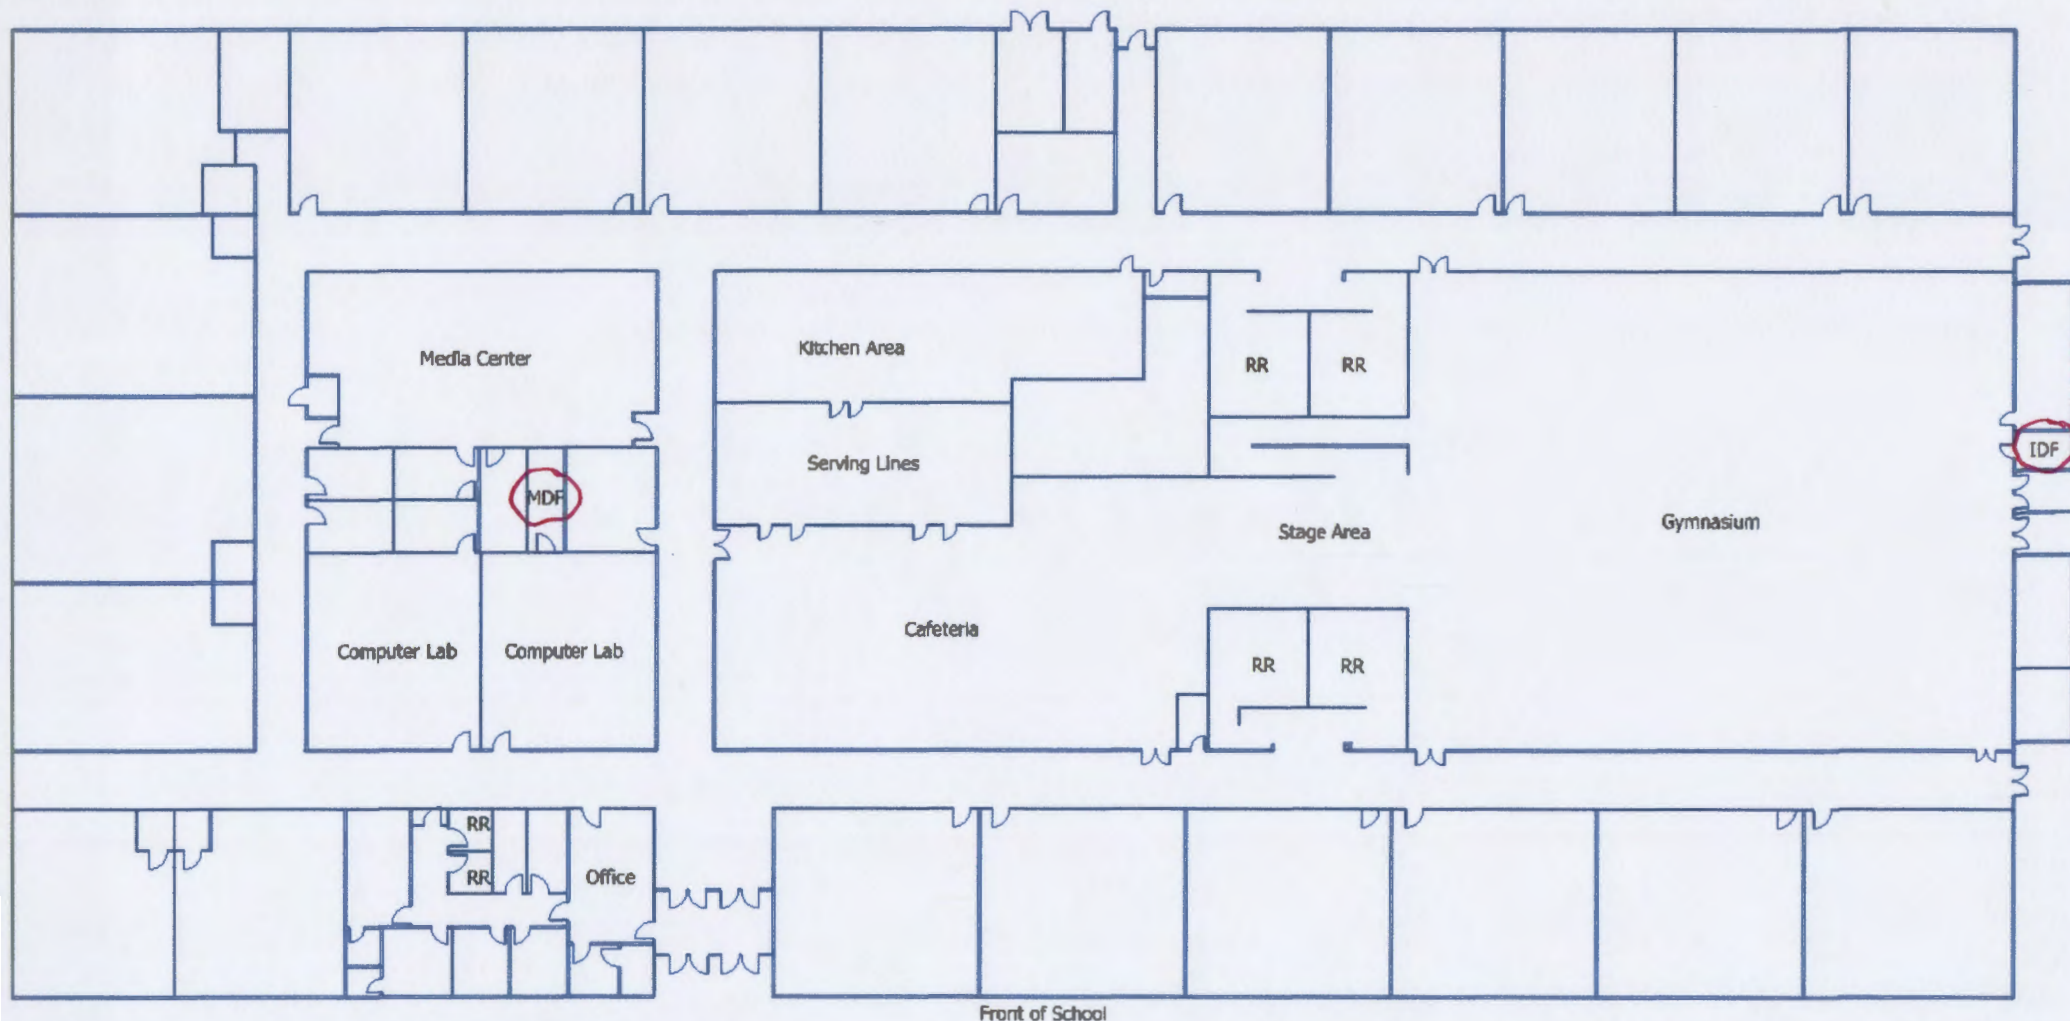 Media Center
Kitchen Area
RR
RR
IDF
Serving Lines
MDF
Gymnasium
Stage Area
Cafeteria
Computer Lab
Computer Lab
RR
RR
RR
RR
Office
Front of School